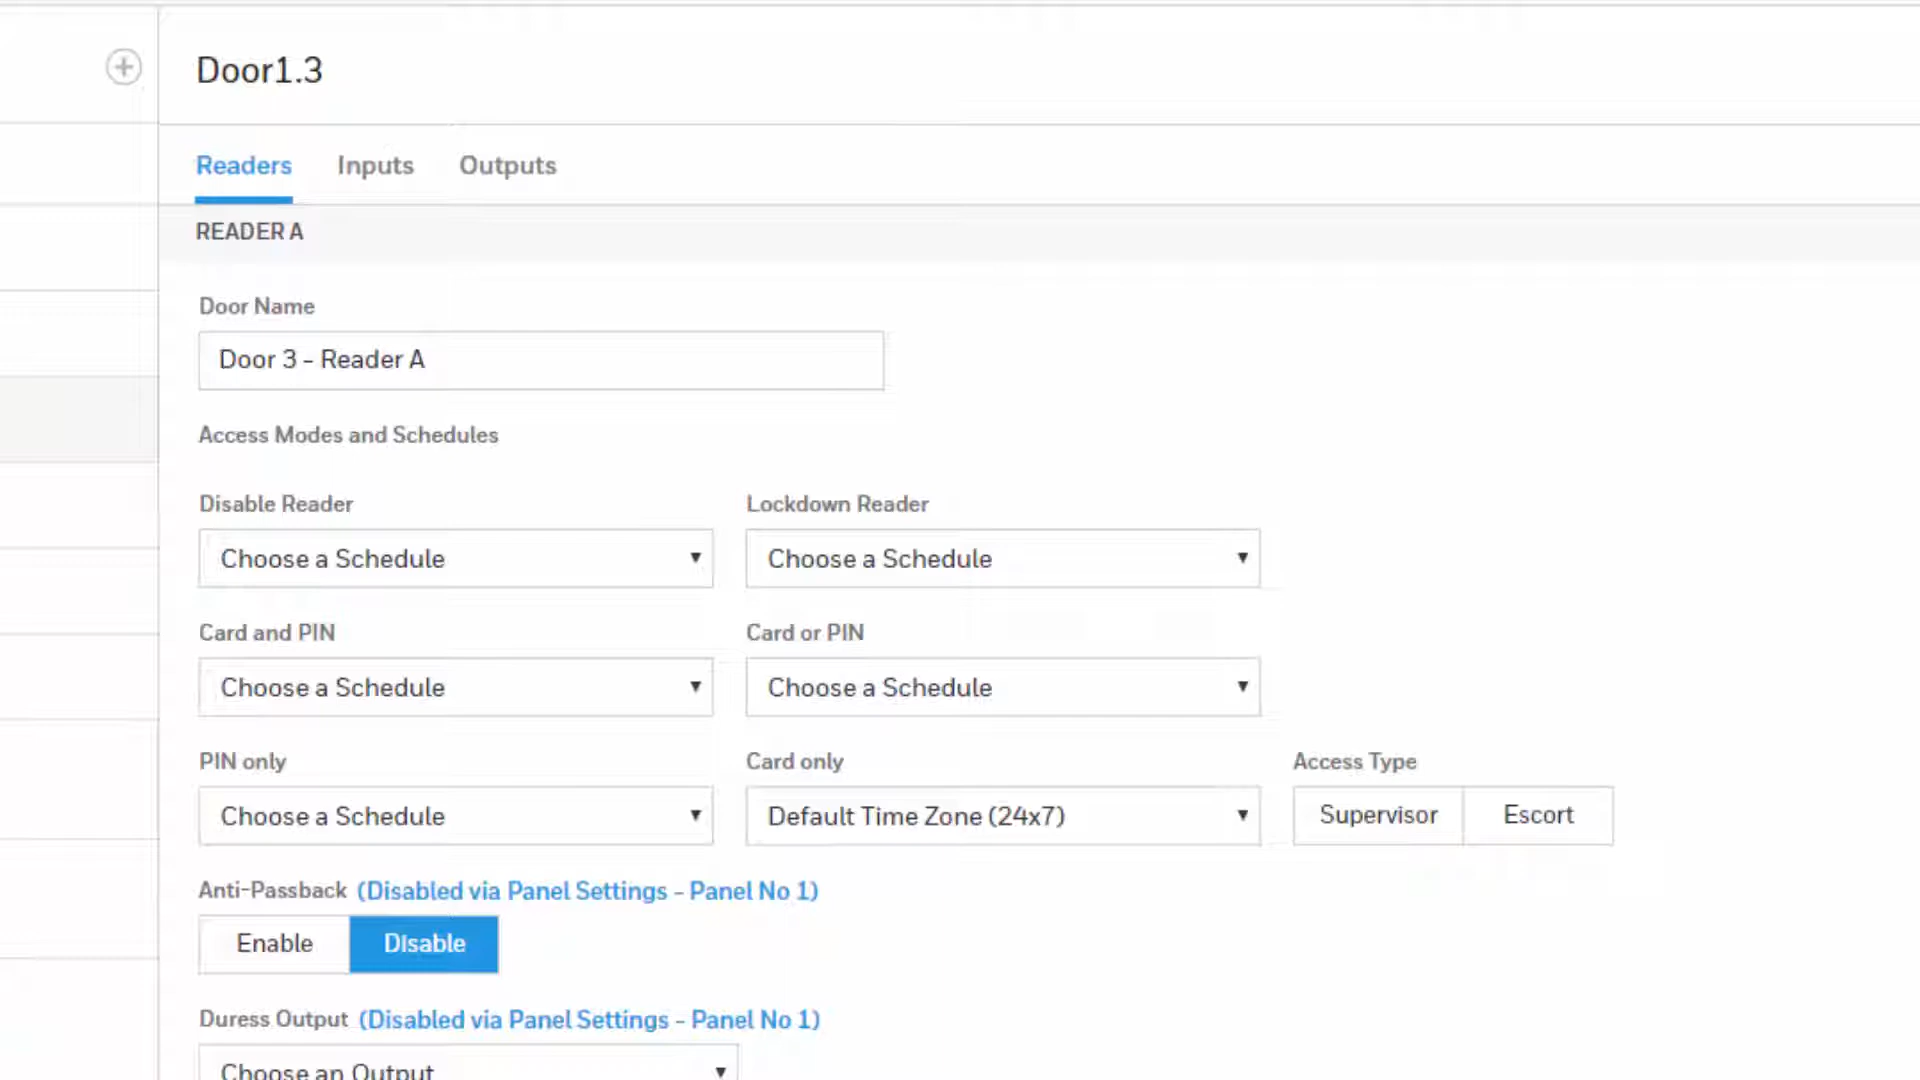 Door1.3
Readers Inputs Outputs
READER A
Door Name
Door 3 - Reader A
Access Modes and Schedules
Disable Reader Lockdown Reader
Choose a Schedule Choose a Schedule
Card and PIN Card or PIN
Choose a Schedule Choose a Schedule
PIN only Card only Access Type
Choose a Schedule Default Time Zone (24x7) Supervisor Escort
Anti-Passback (Disabled via Panel Settings - Panel No 1)
Enable Disable
Duress Output (Disabled via Panel Settings - Panel No 1)
Choose an Output